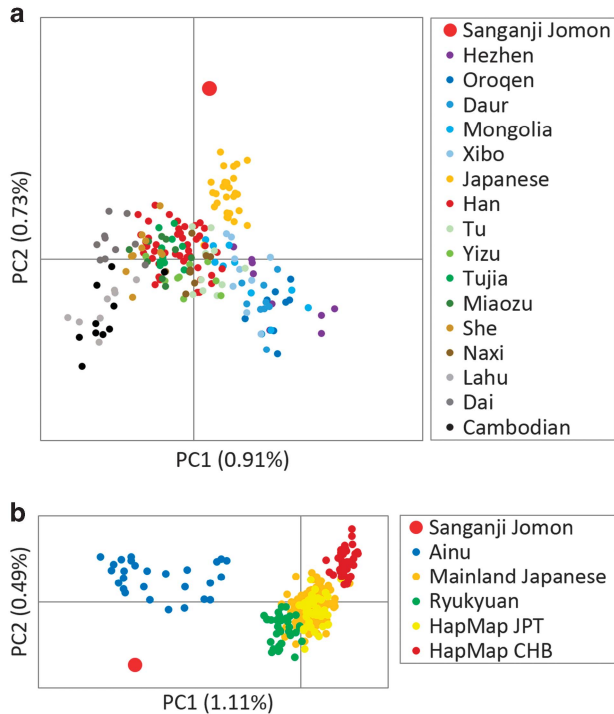 a
PC2 (0.73%)
PC1 (0.91%)
Sanganji Jomon
Hezhen
Oroqen
Daur
Mongolia
Xibo
Japanese
Han
Tu
Yizu
Tujia
Miaozu
She
Naxi
Lahu
Dai
Cambodian
b
PC2 (0.49%)
PC1 (1.11%)
Sanganji Jomon
Ainu
Mainland Japanese
Ryukyuan
HapMap JPT
HapMap CHB